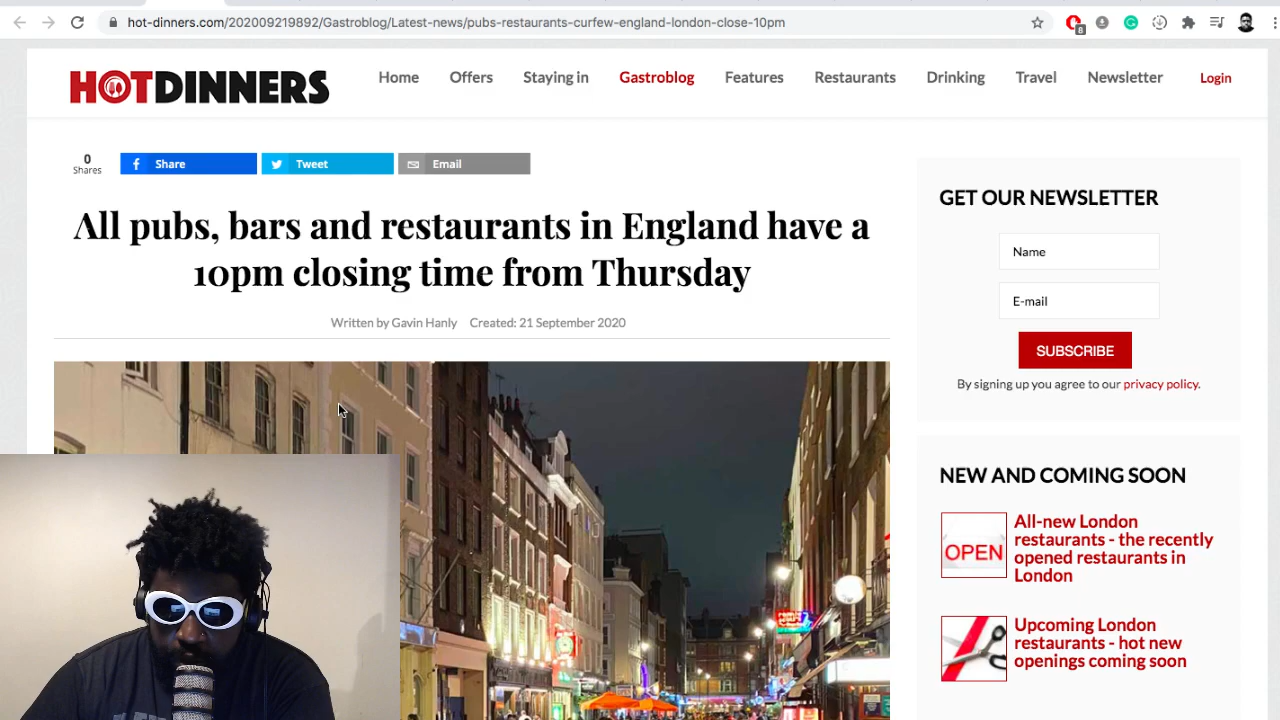 hot-dinners.com/202009219892/Gastroblog/Latest-news/pubs-restaurants-curfew-england-london-close-10pm
8
HOTDINNERS
Home Offers Staying in Gastroblog Features Restaurants Drinking Travel Newsletter Login
0
Shares
Share Tweet Email
All pubs, bars and restaurants in England have a
10pm closing time from Thursday
Written by Gavin Hanly Created: 21 September 2020
GET OUR NEWSLETTER
Name
E-mail
SUBSCRIBE
By signing up you agree to our privacy policy.
NEW AND COMING SOON
OPEN
All-new London
restaurants - the recently
opened restaurants in
London
Upcoming London
restaurants - hot new
openings coming soon